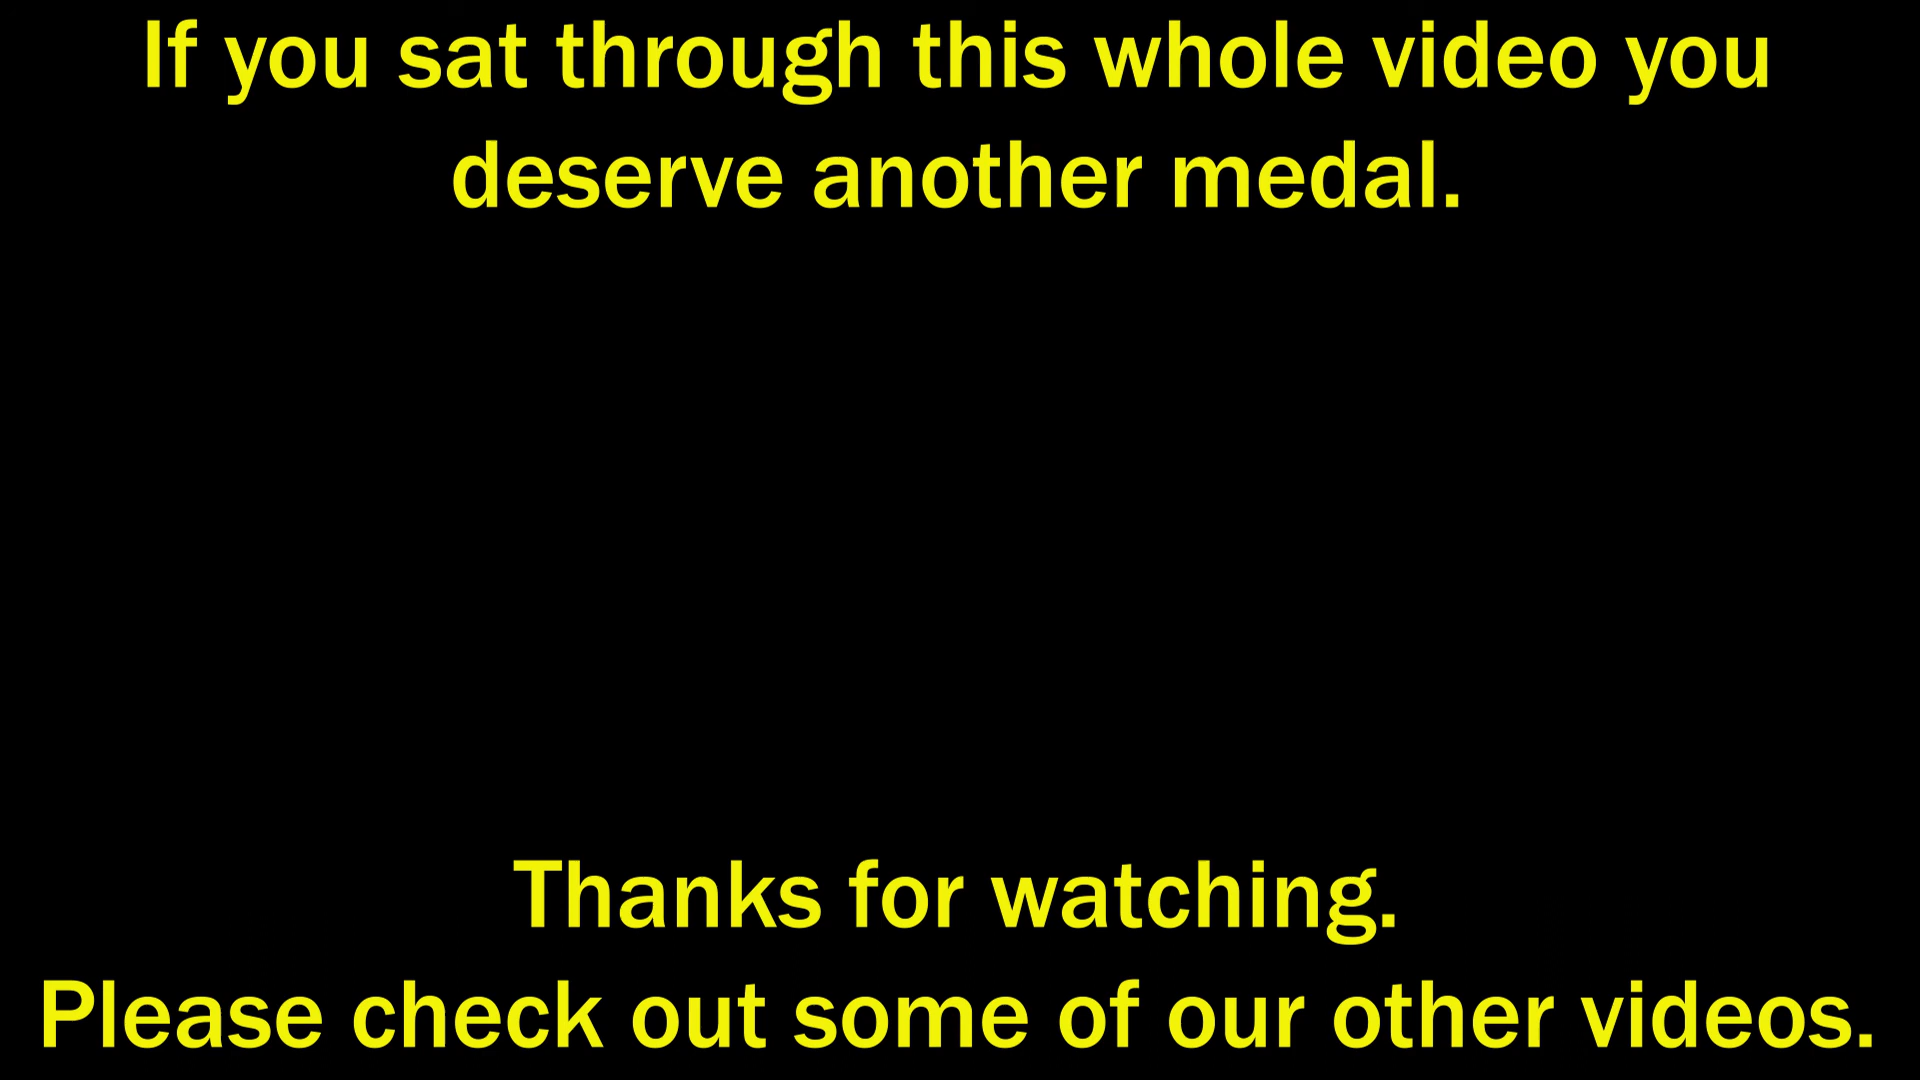 If you sat through this whole video you
deserve another medal.
Thanks for watching.
Please check out some of our other videos.